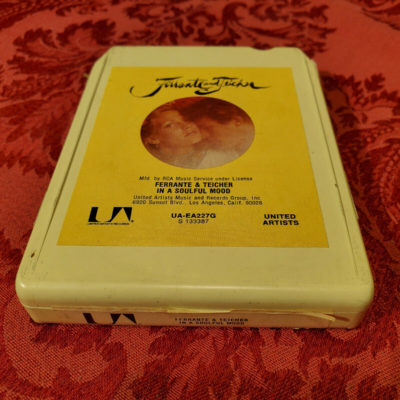 Ferrante and Teicher
Mfd. by RCA Music Service under License
FERRANTE & TEICHER
IN A SOULFUL MOOD
United Artists Music and Records Group, Inc.
6920 Sunset Blvd., Los Angeles, Calif. 90028
UA
UA-EA227G
S 133387
UNITED
ARTISTS
UA
FERRANTE & TEICHER
IN A SOULFUL MOOD